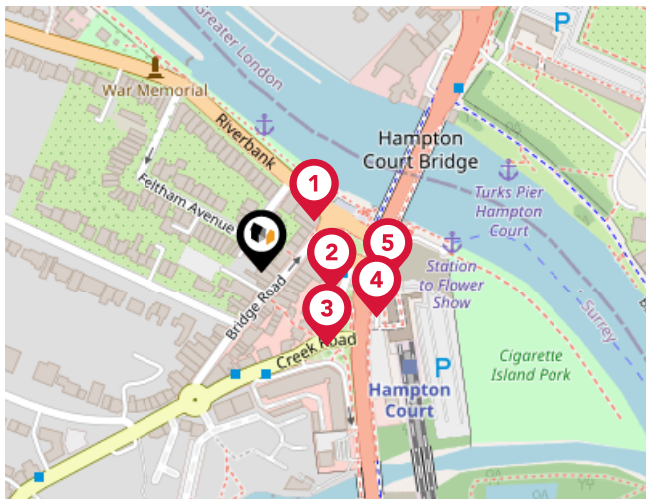 P
Greater London
War Memorial
Riverbank
Hampton
Court Bridge
Feltham Avenue
Turks Pier
Hampton
Court
1
2
5
4
3
Station
to Flower
Show
Bridge Road
Surrey
Creek Road
Cigarette
Island Park
P
Hampton
Court